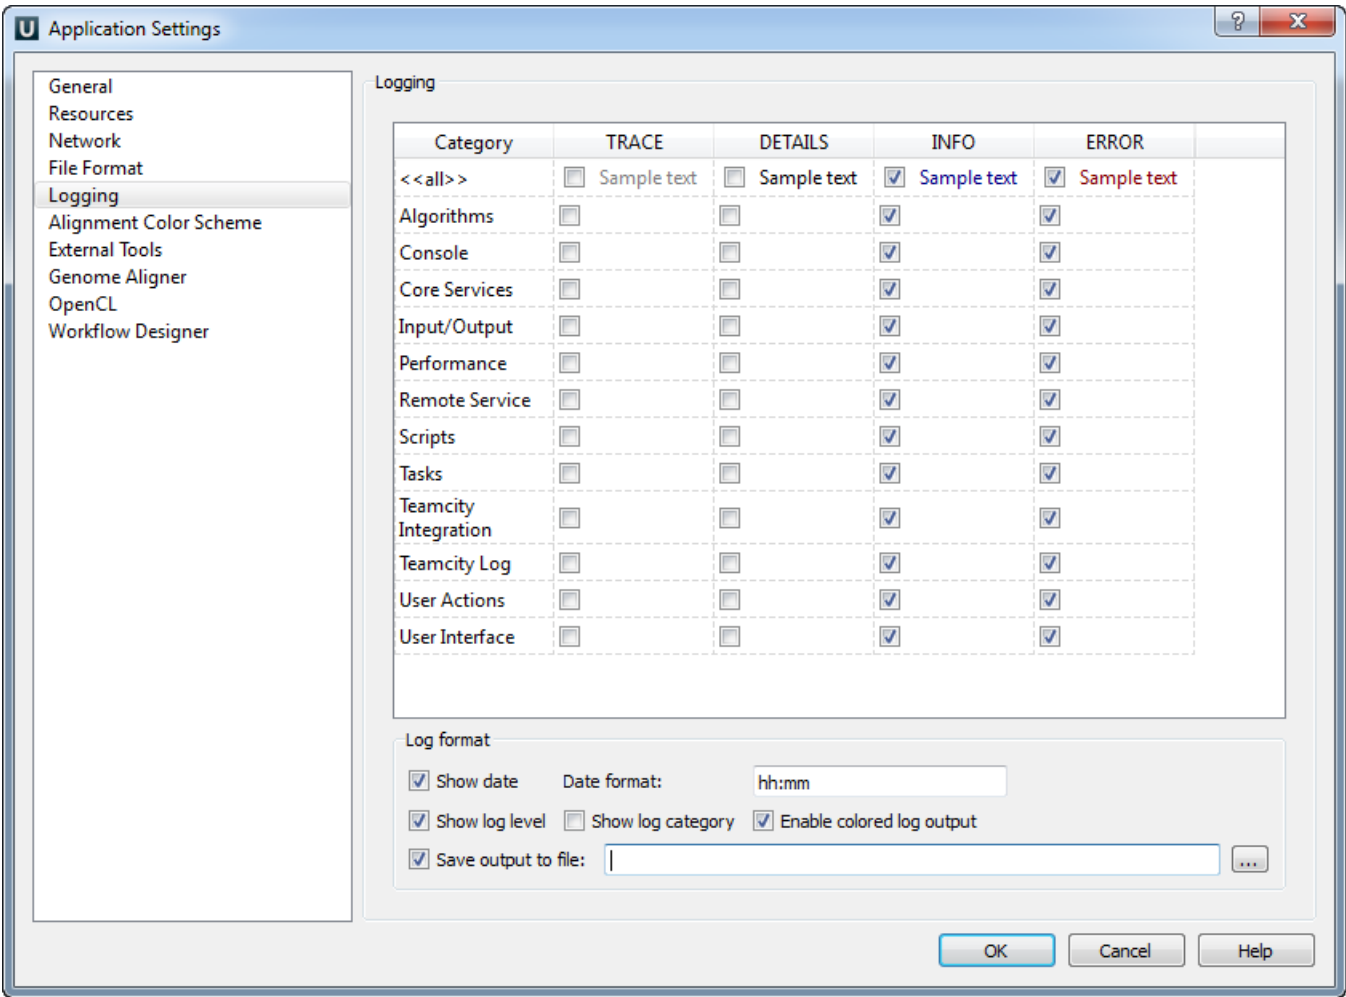 U Application Settings
General
Resources
Network
File Format
Logging
Alignment Color Scheme
External Tools
Genome Aligner
OpenCL
Workflow Designer
Logging
Category TRACE DETAILS INFO ERROR
<<all>> Sample text Sample text Sample text Sample text
Algorithms
Console
Core Services
Input/Output
Performance
Remote Service
Scripts
Tasks
Teamcity
Integration
Teamcity Log
User Actions
User Interface
Log format
Show date Date format: hh:mm
Show log level Show log category Enable colored log output
Save output to file: ...
OK Cancel Help